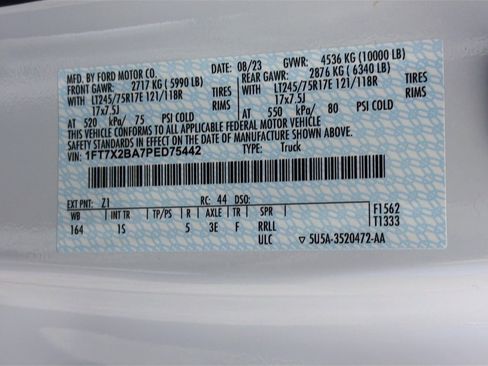 MFD. BY FORD MOTOR CO. DATE: 08/23 GVWR: 4536 KG (10000 LB)
FRONT GAWR: 2717 KG ( 5990 LB) REAR GAWR: 2876 KG ( 6340 LB)
WITH LT245/75R17E 121/118R TIRES WITH LT245/75R17E 121/118R TIRES
17x7.5J RIMS 17x7.5J RIMS
AT 520 kPa/ 75 PSI COLD AT 550 kPa/ 80 PSI COLD
THIS VEHICLE CONFORMS TO ALL APPLICABLE FEDERAL MOTOR VEHICLE
SAFETY STANDARDS IN EFFECT ON THE DATE OF MANUFACTURE SHOWN ABOVE.
VIN: 1FT7X2BA7PED75442 TYPE: Truck
EXT PNT: Z1 RC: 44 DSO:
WB INT TR TP/PS R AXLE TR SPR F1562
164 1S 5 3E F RRLL T1333
ULC ▽ 5U5A-3520472-AA